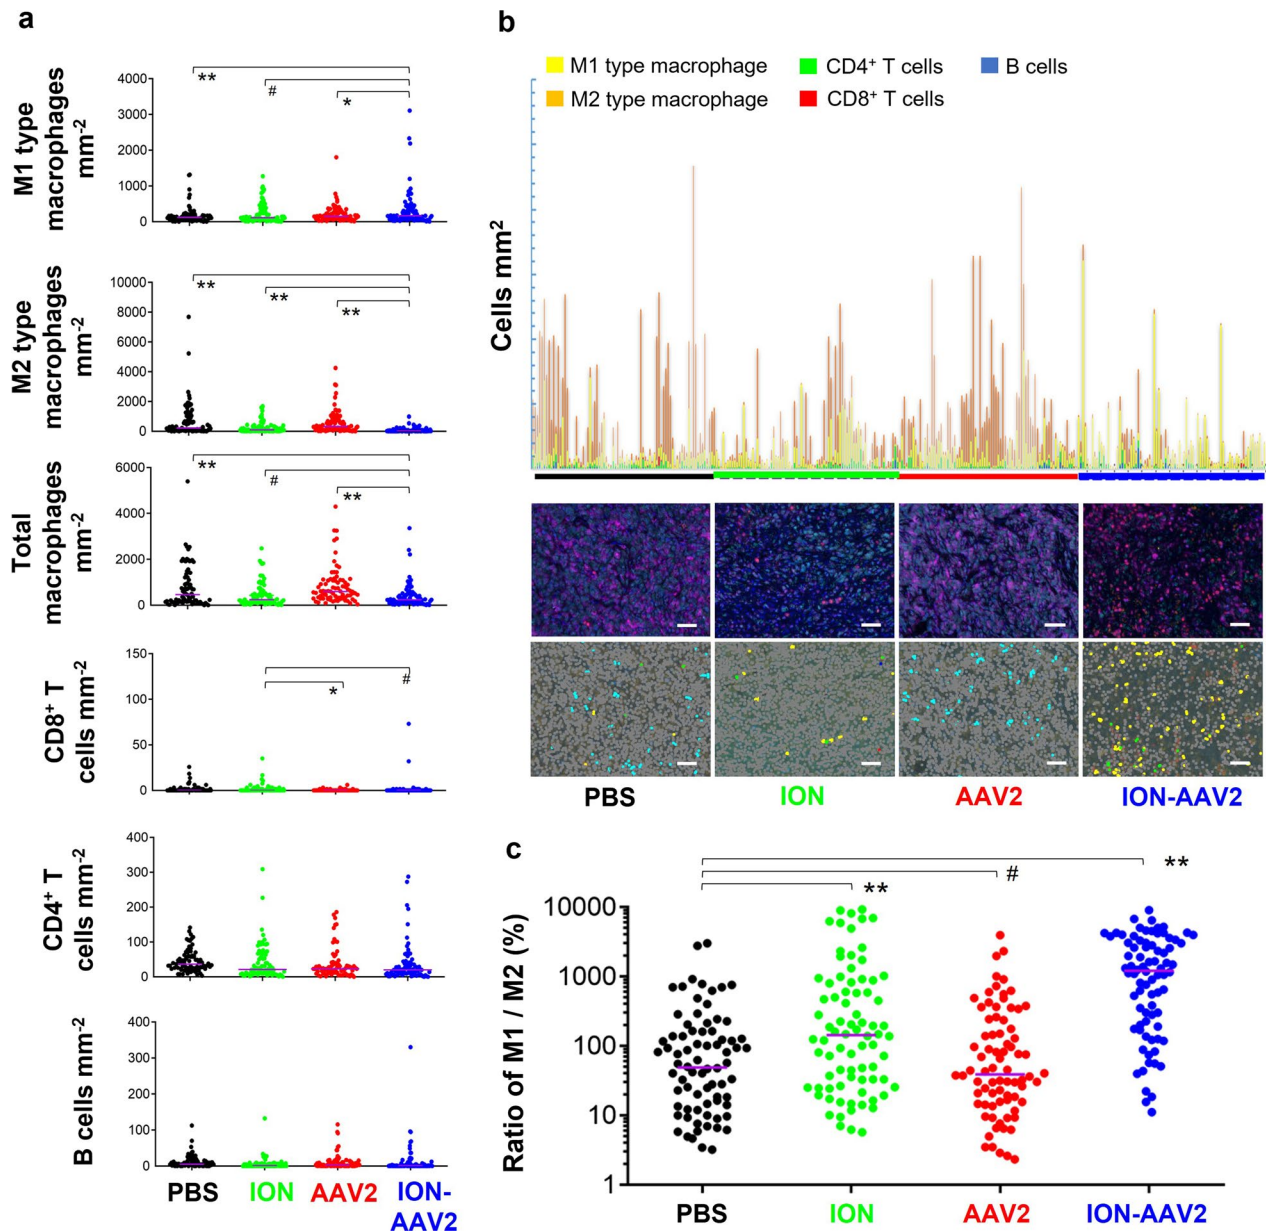 a
M1 type
macrophages
mm-2
4000
3000
2000
1000
0
**
#
*
M2 type
macrophages
mm-2
10000
8000
6000
4000
2000
0
**
**
**
Total
macrophages
mm-2
6000
4000
2000
0
**
#
**
CD8+ T
cells mm-2
150
100
50
0
*
#
CD4+ T
cells mm-2
400
300
200
100
0
B cells mm-2
400
300
200
100
0
PBS
ION
AAV2
ION-
AAV2
b
M1 type macrophage
CD4+ T cells
B cells
M2 type macrophage
CD8+ T cells
Cells mm2
PBS
ION
AAV2
ION-AAV2
c
Ratio of M1 / M2 (%)
10000
1000
100
10
1
**
#
**
PBS
ION
AAV2
ION-AAV2